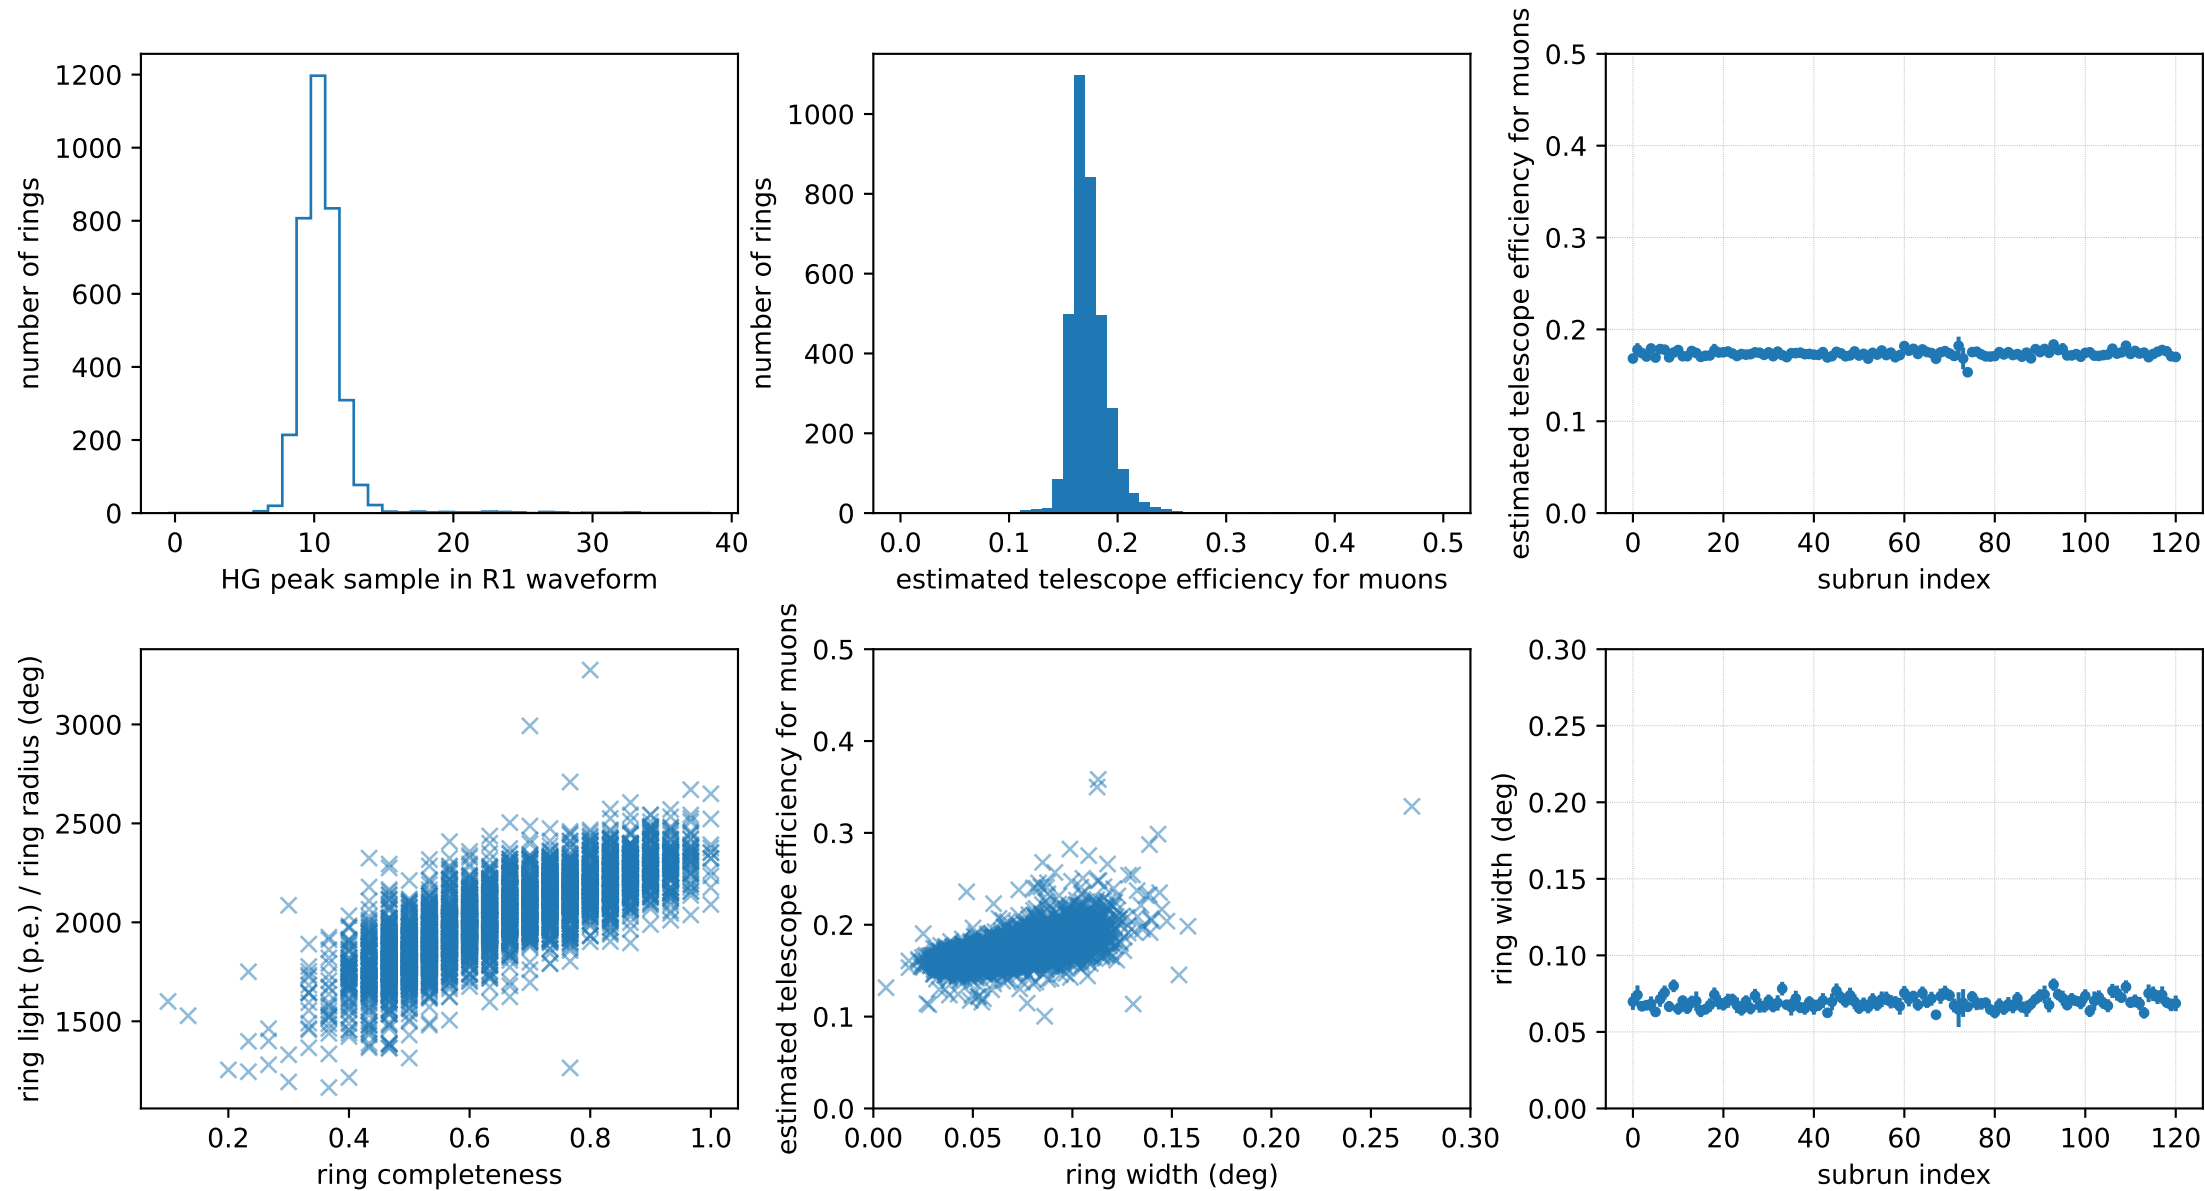 number of rings
1200
1000
800
600
400
200
0
0 10 20 30 40
HG peak sample in R1 waveform
number of rings
1000
800
600
400
200
0
0.0 0.1 0.2 0.3 0.4 0.5
estimated telescope efficiency for muons
estimated telescope efficiency for muons
0.5
0.4
0.3
0.2
0.1
0.0
0 20 40 60 80 100 120
subrun index
ring light (p.e.) / ring radius (deg)
3000
2500
2000
1500
0.2 0.4 0.6 0.8 1.0
ring completeness
estimated telescope efficiency for muons
0.5
0.4
0.3
0.2
0.1
0.0
0.00 0.05 0.10 0.15 0.20 0.25 0.30
ring width (deg)
ring width (deg)
0.30
0.25
0.20
0.15
0.10
0.05
0.00
0 20 40 60 80 100 120
subrun index